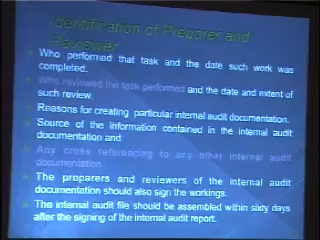 Identification of Preparer and
Reviewer
Who performed that task and the date such work was
completed.
Who reviewed the task performed and the date and extent of
such review.
Reasons for creating particular internal audit documentation.
Source of the information contained in the internal audit
documentation and
Any cross referencing to any other internal audit
documentation
The preparers and reviewers of the internal audit
documentation should also sign the workings.
The internal audit file should be assembled within sixty days
after the signing of the internal audit report.